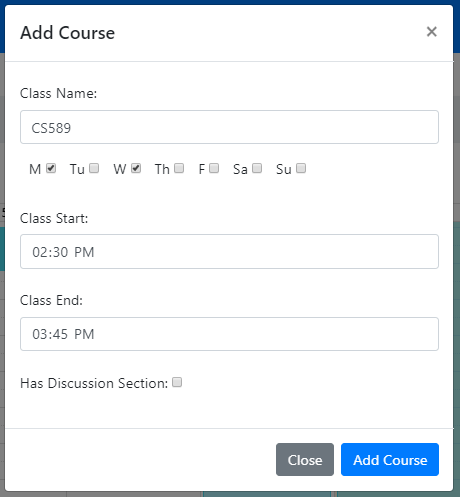 Add Course ×
Class Name:
CS589
M Tu W Th F Sa Su
Class Start:
02:30 PM
Class End:
03:45 PM
Has Discussion Section:
Close Add Course